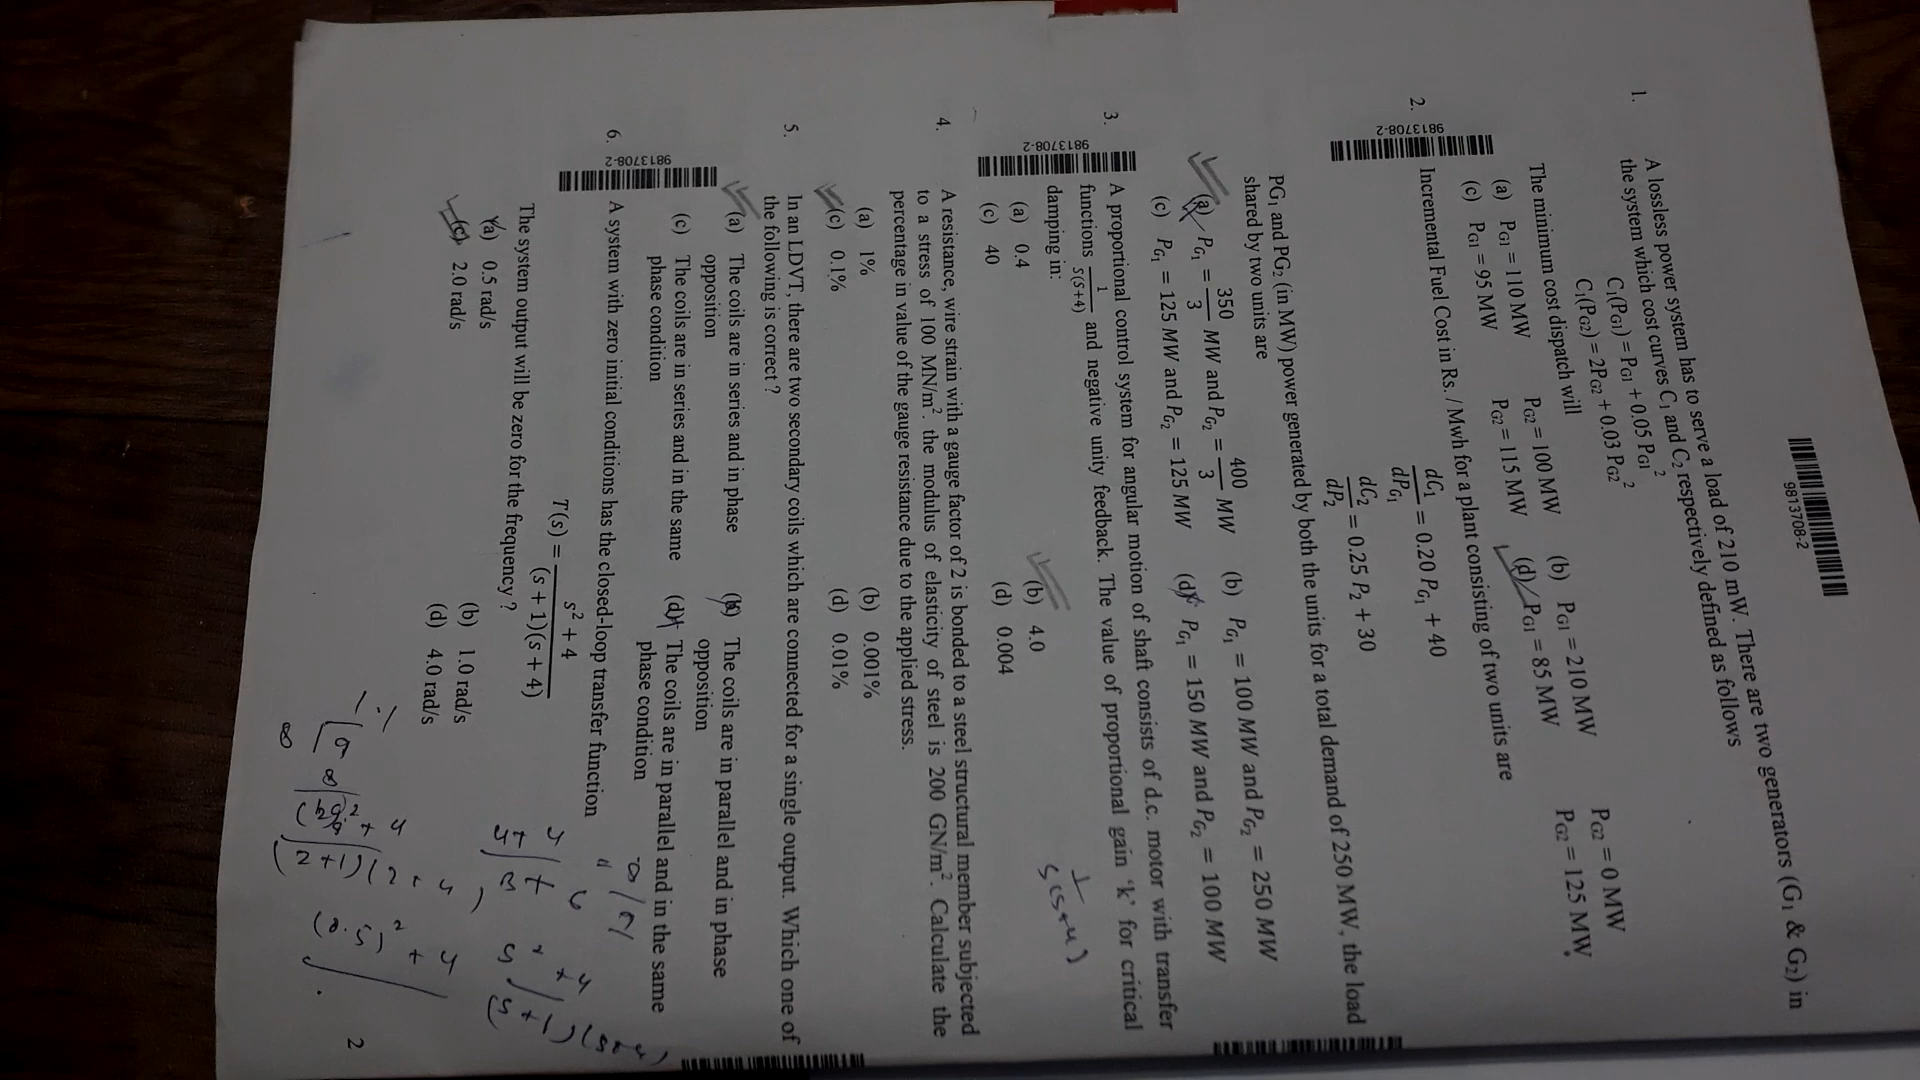 9813708-2
1. A lossless power system has to serve a load of 210 mW. There are two generators (G₁ & G₂) in
the system which cost curves C₁ and C₂ respectively defined as follows
C₁(PG1) = PG1 + 0.05 PG1²
C₁(PG2) = 2PG2 + 0.03 PG2²
The minimum cost dispatch will
(a) PG1 = 110 MW PG2 = 100 MW (b) PG1 = 210 MW PG2 = 0 MW
(c) PG1 = 95 MW PG2 = 115 MW (d) PG1 = 85 MW PG2 = 125 MW
9813708-2
2. Incremental Fuel Cost in Rs. / Mwh for a plant consisting of two units are
dC₁/dPG₁ = 0.20 PG₁ + 40
dC₂/dP₂ = 0.25 P₂ + 30
PG₁ and PG₂ (in MW) power generated by both the units for a total demand of 250 MW, the load
shared by two units are
(a) PG₁ = 350/3 MW and PG₂ = 400/3 MW (b) PG₁ = 100 MW and PG₂ = 250 MW
(c) PG₁ = 125 MW and PG₂ = 125 MW (d) PG₁ = 150 MW and PG₂ = 100 MW
9813708-2
3. A proportional control system for angular motion of shaft consists of d.c. motor with transfer
functions 1/s(s+4) and negative unity feedback. The value of proportional gain 'k' for critical
damping in:
(a) 0.4 (b) 4.0
(c) 40 (d) 0.004
4. A resistance, wire strain with a gauge factor of 2 is bonded to a steel structural member subjected
to a stress of 100 MN/m². the modulus of elasticity of steel is 200 GN/m². Calculate the
percentage in value of the gauge resistance due to the applied stress.
(a) 1% (b) 0.001%
(c) 0.1% (d) 0.01%
5. In an LDVT, there are two secondary coils which are connected for a single output. Which one of
the following is correct ?
(a) The coils are in series and in phase (b) The coils are in parallel and in phase
opposition opposition
(c) The coils are in series and in the same (d) The coils are in parallel and in the same
phase condition phase condition
9813708-2
6. A system with zero initial conditions has the closed-loop transfer function
T(s) = s² + 4/(s + 1)(s + 4)
The system output will be zero for the frequency ?
(a) 0.5 rad/s (b) 1.0 rad/s
(c) 2.0 rad/s (d) 4.0 rad/s
(2+1)(2+4)
(0.5)² + 4
2